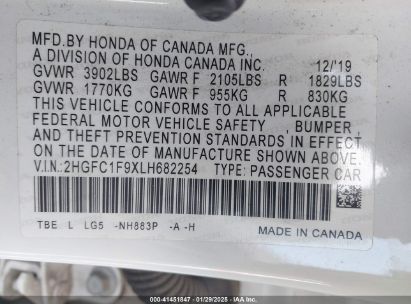 MFD.BY HONDA OF CANADA MFG.,
A DIVISION OF HONDA CANADA INC. 12/'19
GVWR 3902LBS GAWR F 2105LBS R 1829LBS
GVWR 1770KG GAWR F 955KG R 830KG
THIS VEHICLE CONFORMS TO ALL APPLICABLE
FEDERAL MOTOR VEHICLE SAFETY , BUMPER ,
AND THEFT PREVENTION STANDARDS IN EFFECT
ON THE DATE OF MANUFACTURE SHOWN ABOVE.
V.I.N:2HGFC1F9XLH682254 TYPE: PASSENGER CAR
TBE L LG5 -NH883P -A -H
MADE IN CANADA
000-41451847 01/29/2025 - IAA Inc.